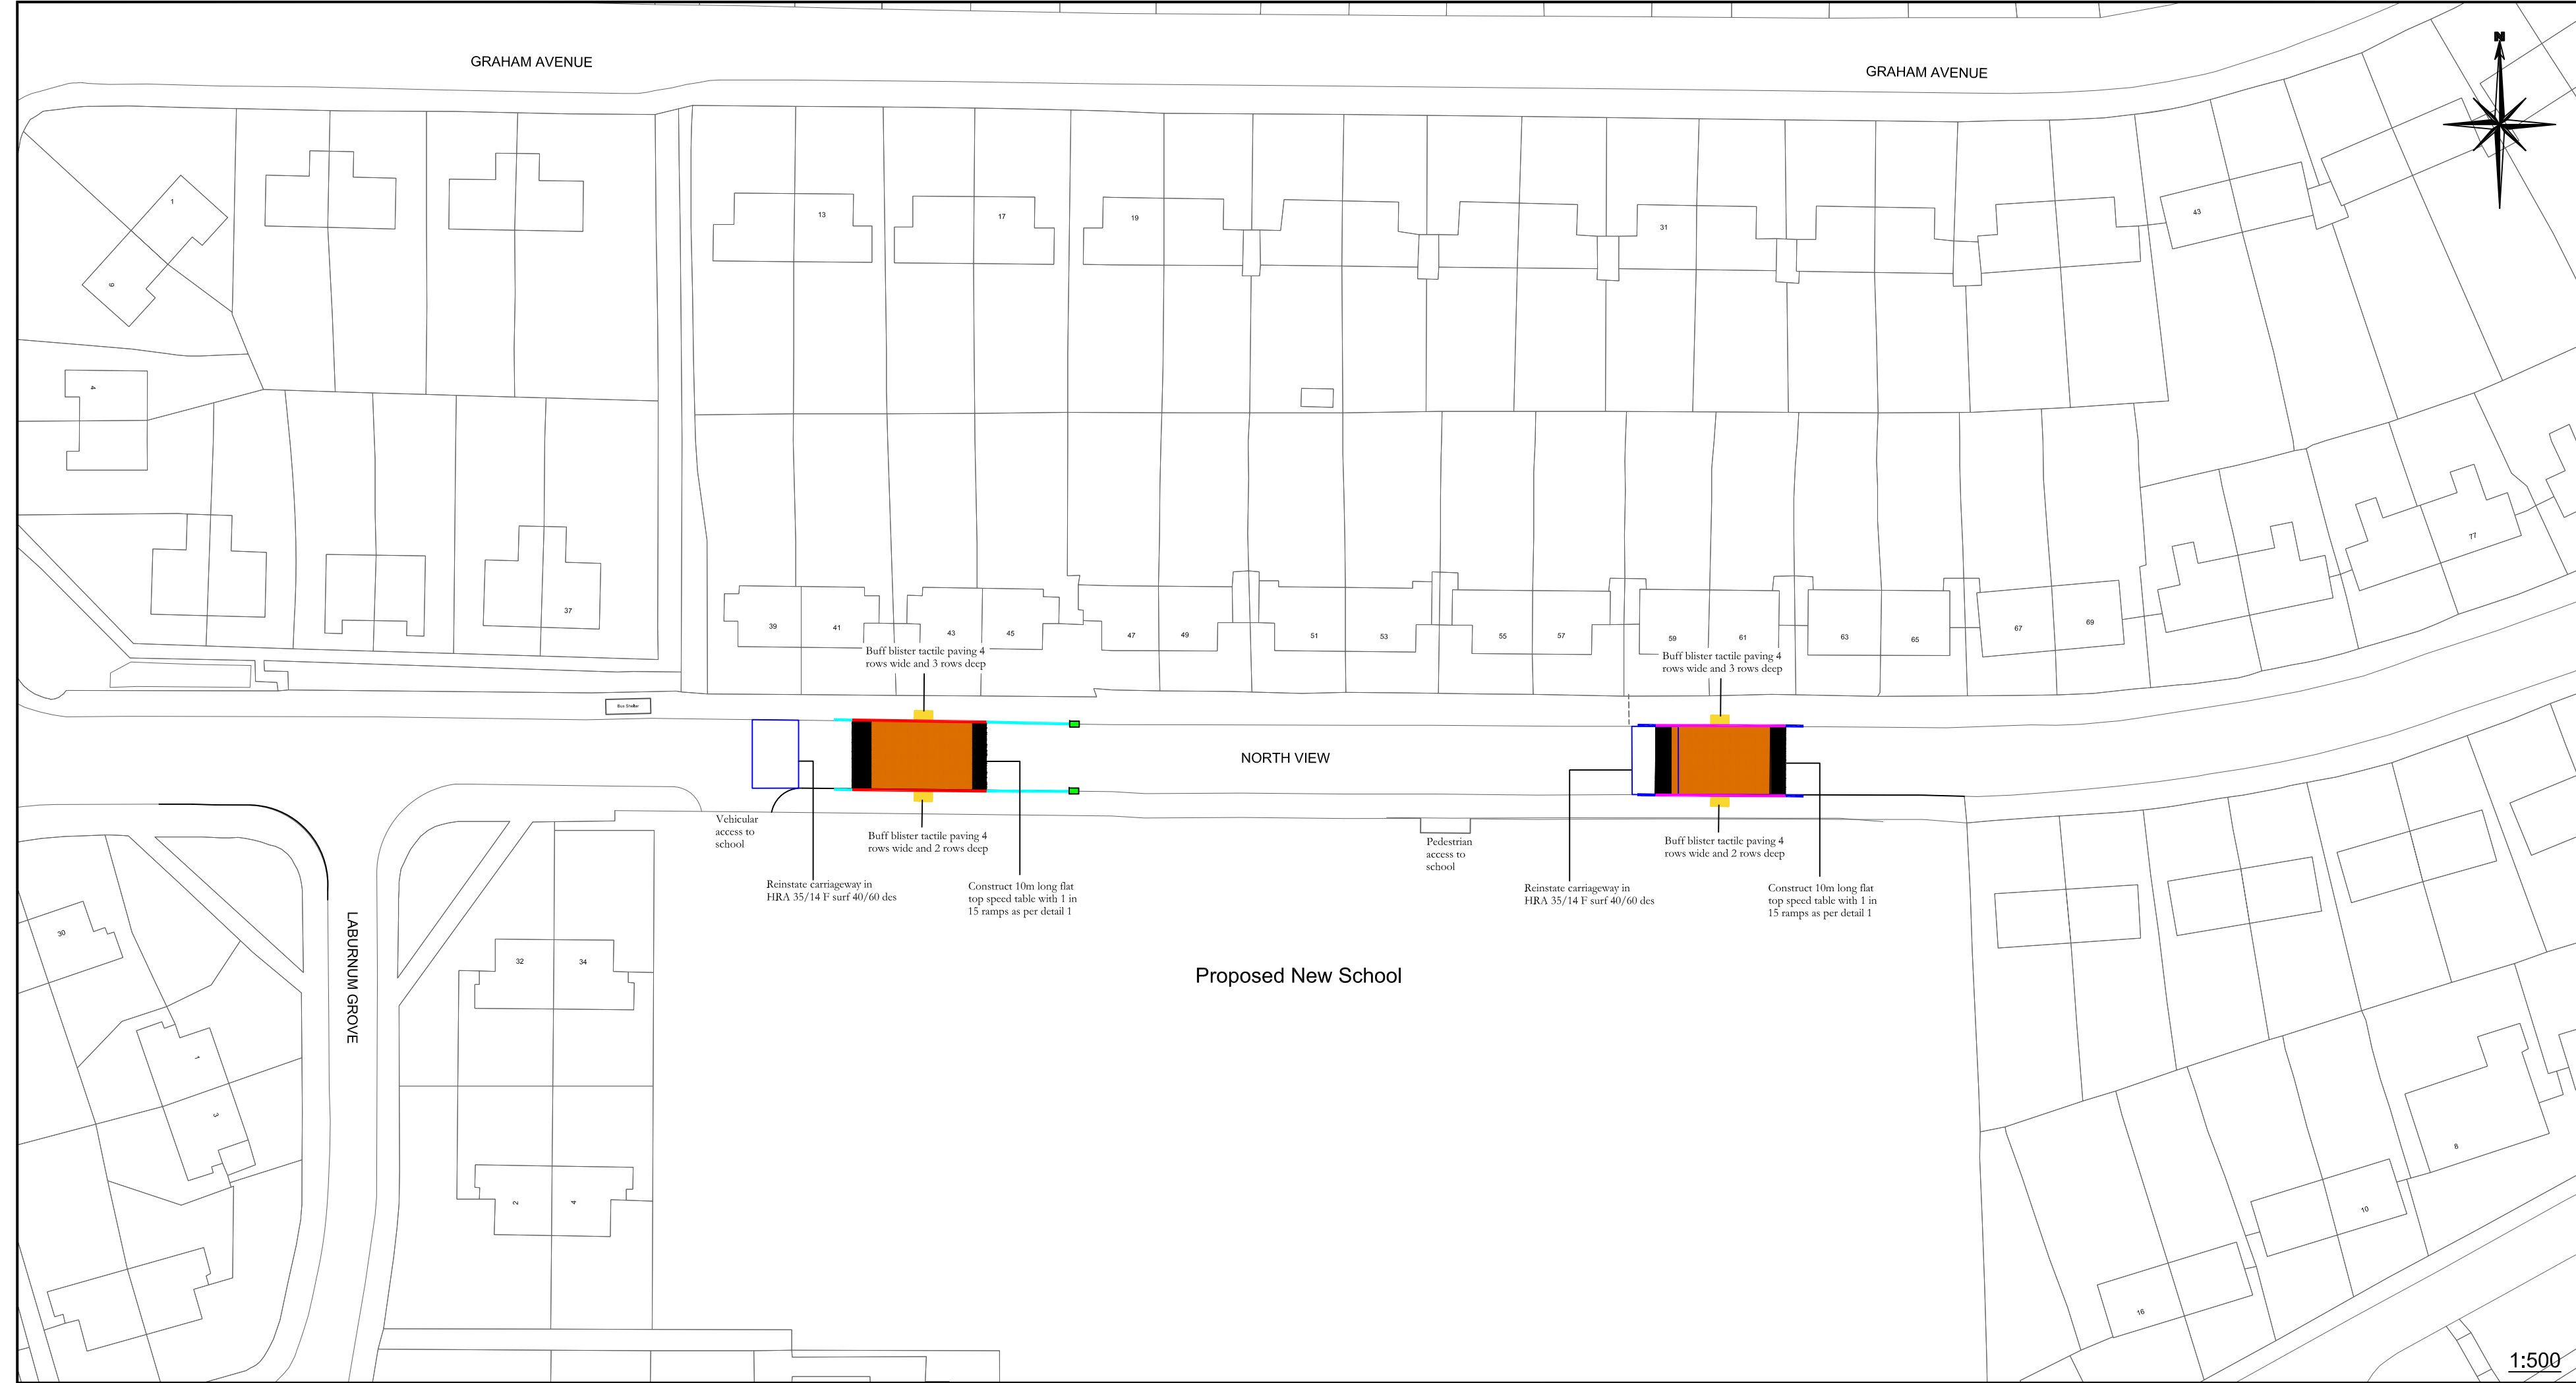 GRAHAM AVENUE
GRAHAM AVENUE
N
1
9
13
17
19
31
43
4
37
39
41
43
45
47
49
51
53
55
57
59
61
63
65
67
69
77
Buff blister tactile paving 4
rows wide and 3 rows deep
Buff blister tactile paving 4
rows wide and 3 rows deep
Bus Shelter
NORTH VIEW
Vehicular
access to
school
Buff blister tactile paving 4
rows wide and 2 rows deep
Pedestrian
access to
school
Buff blister tactile paving 4
rows wide and 2 rows deep
Reinstate carriageway in
HRA 35/14 F surf 40/60 des
Construct 10m long flat
top speed table with 1 in
15 ramps as per detail 1
Reinstate carriageway in
HRA 35/14 F surf 40/60 des
Construct 10m long flat
top speed table with 1 in
15 ramps as per detail 1
LABURNUM GROVE
Proposed New School
30
32
34
1
3
2
4
8
10
16
1:500